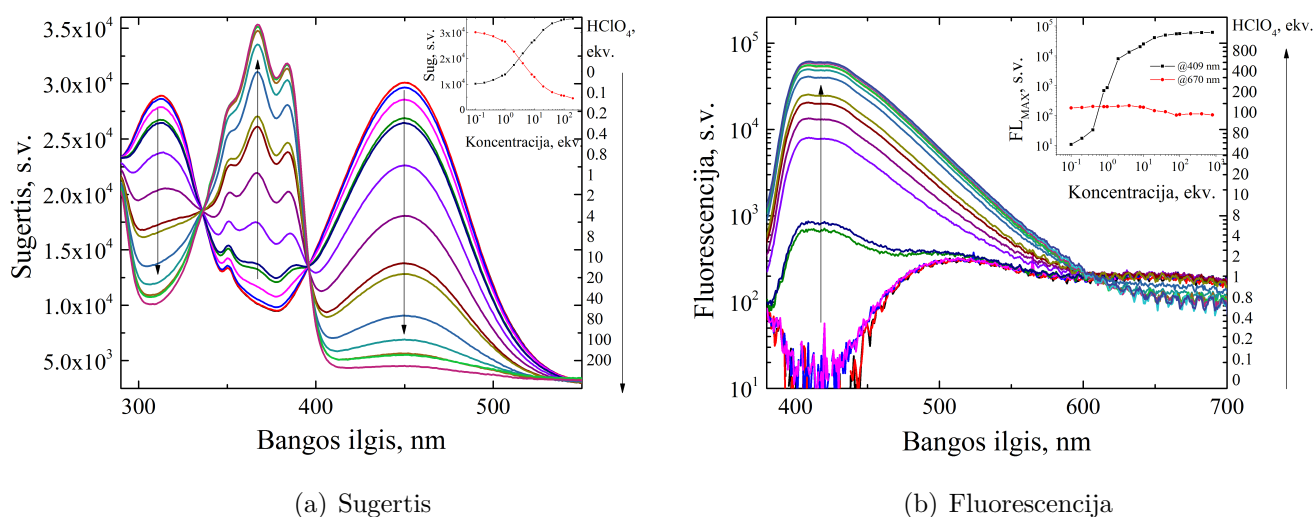 3.5x10⁴
3.0x10⁴
2.5x10⁴
2.0x10⁴
1.5x10⁴
1.0x10⁴
5.0x10³
Sugertis, s.v.
300
400
500
Bangos ilgis, nm
HClO₄,
ekv.
0
0.1
0.2
0.4
0.8
1
2
4
8
10
20
40
80
100
200
Sug, s.v.
3x10⁴
2x10⁴
1x10⁴
0
10⁻¹
10⁰
10¹
10²
Koncentracija, ekv.
(a) Sugertis
10⁵
10⁴
10³
10²
10¹
Fluorescencija, s.v.
400
500
600
700
Bangos ilgis, nm
HClO₄, ekv.
800
400
200
100
80
40
20
10
8
4
2
1
0.8
0.4
0.2
0.1
0
FL_MAX, s.v.
10⁵
10⁴
10³
10²
10¹
@409 nm
@670 nm
10⁻¹
10⁰
10¹
10²
10³
Koncentracija, ekv.
(b) Fluorescencija